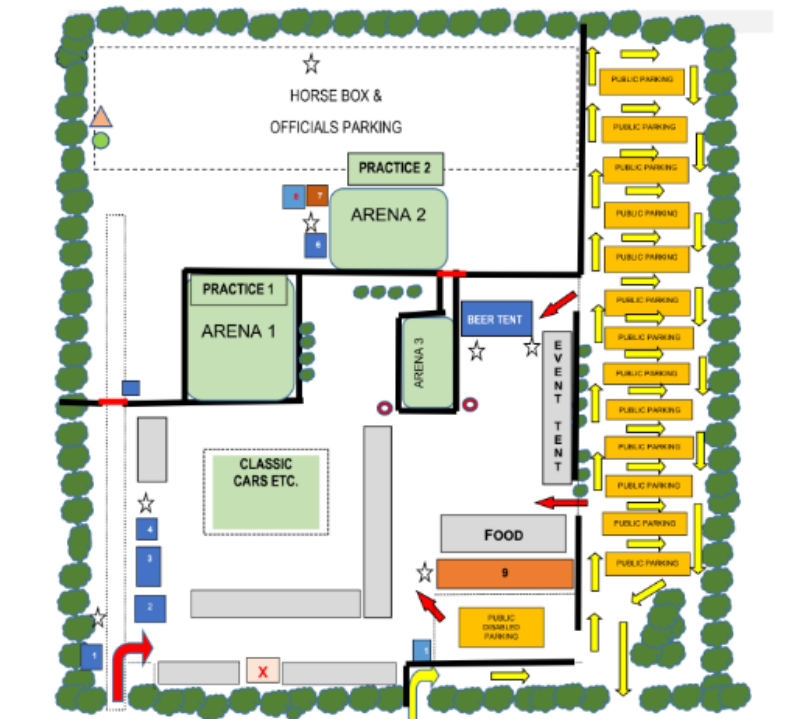 HORSE BOX &
OFFICIALS PARKING
PRACTICE 2
ARENA 2
8
7
6
PRACTICE 1
ARENA 1
ARENA 3
BEER TENT
EVENT TENT
CLASSIC
CARS ETC.
FOOD
9
PUBLIC
DISABLED
PARKING
4
3
2
1
1
X
PUBLIC PARKING
PUBLIC PARKING
PUBLIC PARKING
PUBLIC PARKING
PUBLIC PARKING
PUBLIC PARKING
PUBLIC PARKING
PUBLIC PARKING
PUBLIC PARKING
PUBLIC PARKING
PUBLIC PARKING
PUBLIC PARKING
PUBLIC PARKING